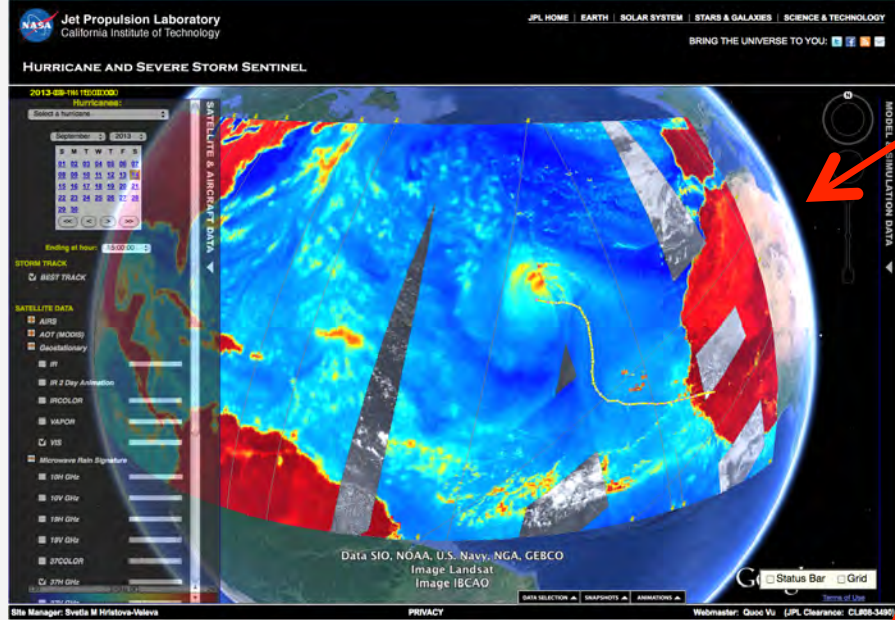 NASA
Jet Propulsion Laboratory
California Institute of Technology
JPL HOME | EARTH | SOLAR SYSTEM | STARS & GALAXIES | SCIENCE & TECHNOLOGY
BRING THE UNIVERSE TO YOU:
HURRICANE AND SEVERE STORM SENTINEL
Hurricanes:
Select a hurricane
September 2013
S M T W T F S
01 02 03 04 05 06 07
08 09 10 11 12 13 14
15 16 17 18 19 20 21
22 23 24 25 26 27 28
29 30
<< < > >>
Ending at hour:
STORM TRACK
BEST TRACK
SATELLITE DATA
AIRS
AOT (MODIS)
Geostationary
IR
IR 2 Day Animation
IRCOLOR
VAPOR
VIS
Microwave Rain Signature
10H GHz
10V GHz
19H GHz
19V GHz
37COLOR
37H GHz
SATELLITE & AIRCRAFT DATA
N
MODEL & SIMULATION DATA
Data SIO, NOAA, U.S. Navy, NGA, GEBCO
Image Landsat
Image IBCAO
Status Bar Grid
DATA SELECTION SNAPSHOTS ANIMATIONS
Terms of Use
Site Manager: Svetla M Hristova-Veleva
PRIVACY
Webmaster: Quoc Vu (JPL Clearance: CL#08-3490)